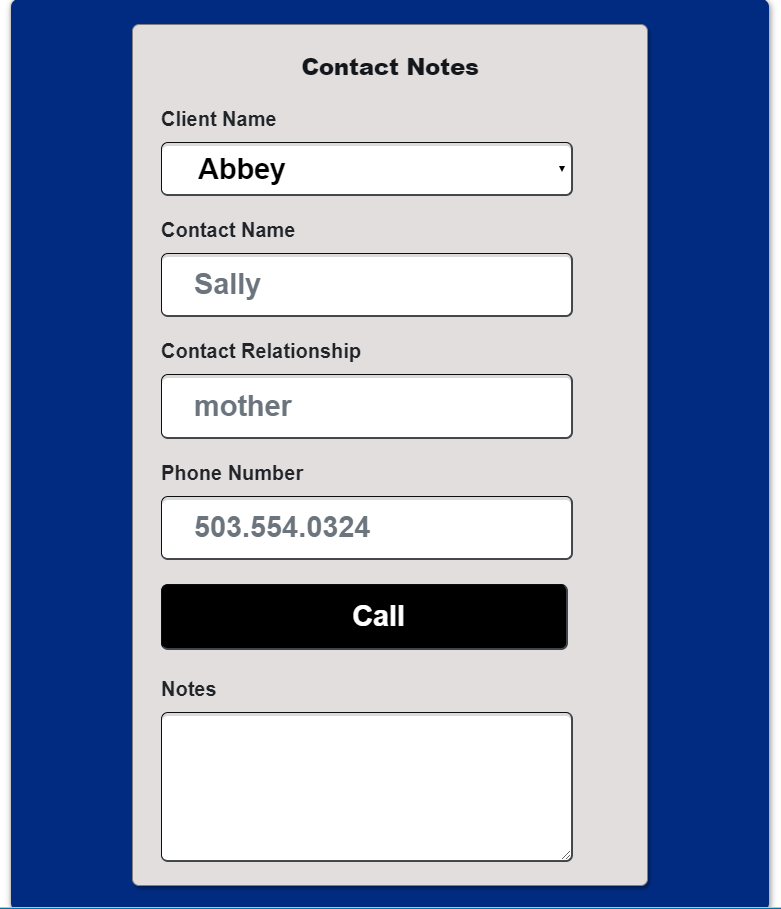 Contact Notes
Client Name
Abbey
Contact Name
Sally
Contact Relationship
mother
Phone Number
503.554.0324
Call
Notes